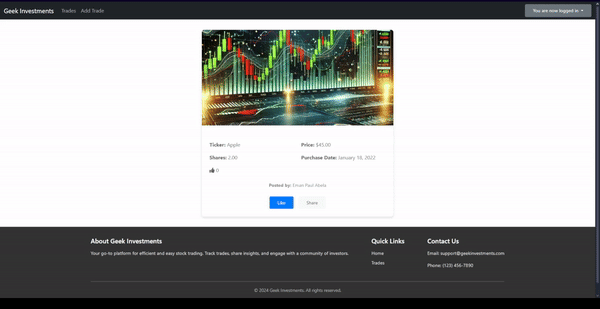 Geek Investments Trades Add Trade You are now logged in
Ticker: Apple Price: $45.00
Shares: 2.00 Purchase Date: January 18, 2022
0
Posted by:
Like Share
About Geek Investments Quick Links Contact Us
Your go-to platform for efficient and easy stock trading. Track trades, share insights, and engage with a community of investors. Home Email: support@geekinvestments.com
Trades Phone: (123) 456-7890
© 2024 Geek Investments. All rights reserved.